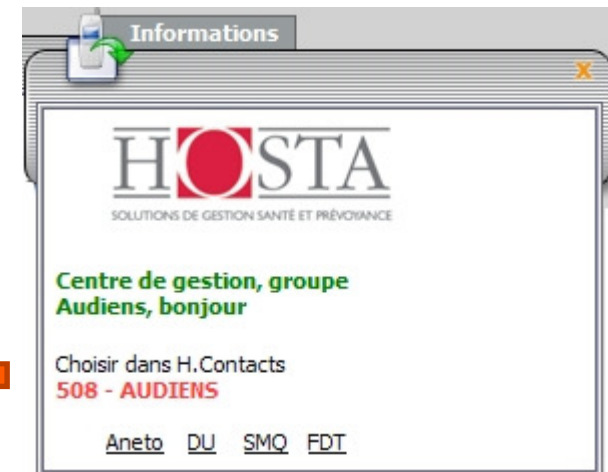 Informations
x
HOSTA
SOLUTIONS DE GESTION SANTÉ ET PRÉVOYANCE
Centre de gestion, groupe
Audiens, bonjour
Choisir dans H.Contacts
508 - AUDIENS
Aneto DU SMQ FDT